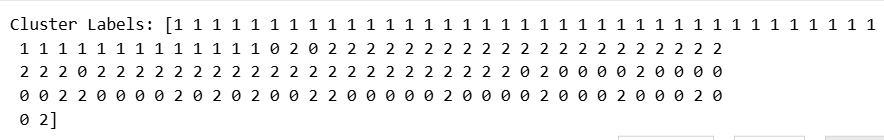 Cluster Labels: [1 1 1 1 1 1 1 1 1 1 1 1 1 1 1 1 1 1 1 1 1 1 1 1 1 1 1 1 1 1 1 1 1 1 1 1 1
1 1 1 1 1 1 1 1 1 1 1 1 1 0 2 0 2 2 2 2 2 2 2 2 2 2 2 2 2 2 2 2 2 2 2 2 2
2 2 2 0 2 2 2 2 2 2 2 2 2 2 2 2 2 2 2 2 2 2 2 2 2 2 0 2 0 0 0 0 2 0 0 0 0
0 0 2 2 0 0 0 0 2 0 2 0 2 0 0 2 2 0 0 0 0 0 2 0 0 0 0 2 0 0 0 2 0 0 0 2 0
0 2]